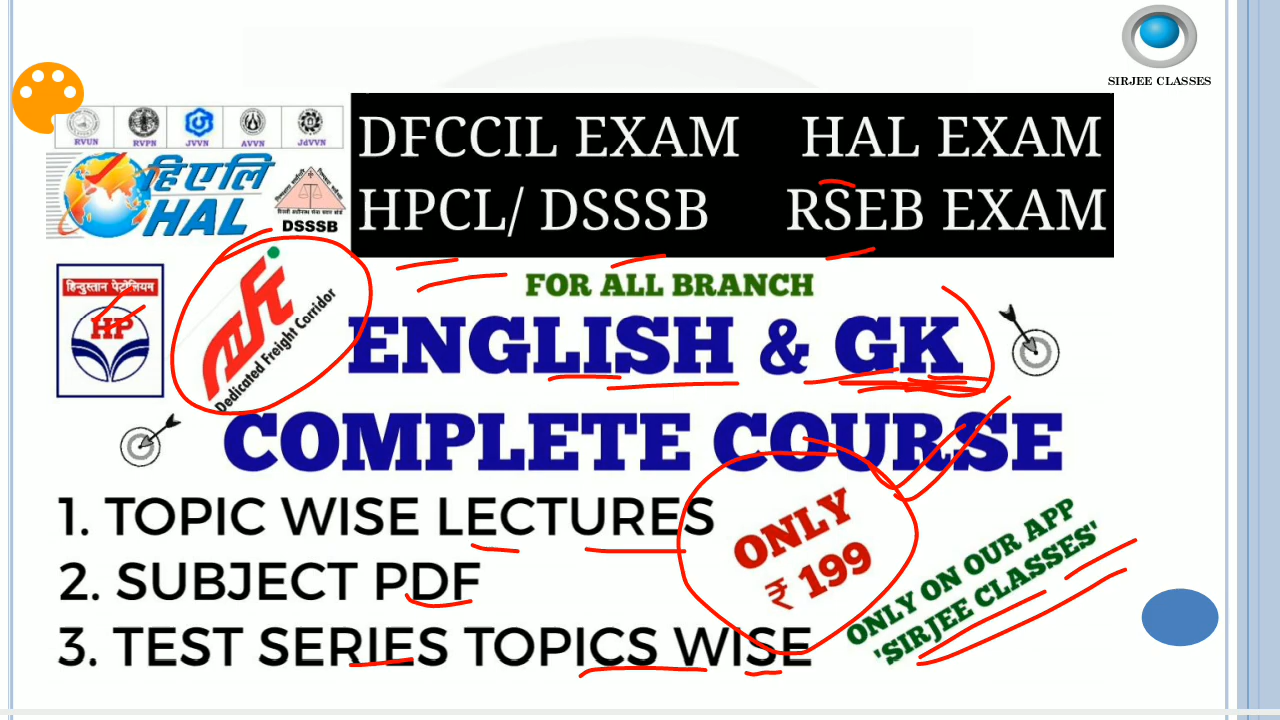 SIRJEE CLASSES
RVUN RVPN JVVN AVVN JdVVN
हिएलि
HAL
DSSSB
DFCCIL EXAM HAL EXAM
HPCL/ DSSSB RSEB EXAM
हिन्दुस्तान पेट्रोलियम
HP
Dedicated Freight Corridor
FOR ALL BRANCH
ENGLISH & GK
COMPLETE COURSE
1. TOPIC WISE LECTURES
2. SUBJECT PDF
3. TEST SERIES TOPICS WISE
ONLY
₹ 199
ONLY ON OUR APP
'SIRJEE CLASSES'